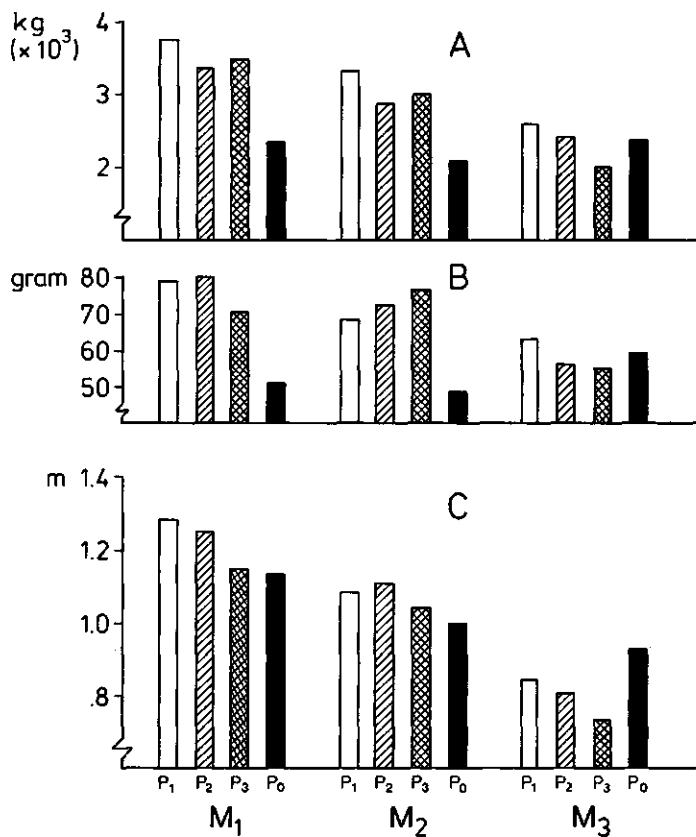 kg
(×10³)
4
3
2
A
gram
80
70
60
50
B
m
1.4
1.2
1.0
.8
C
P₁ P₂ P₃ P₀ P₁ P₂ P₃ P₀ P₁ P₂ P₃ P₀
M₁ M₂ M₃